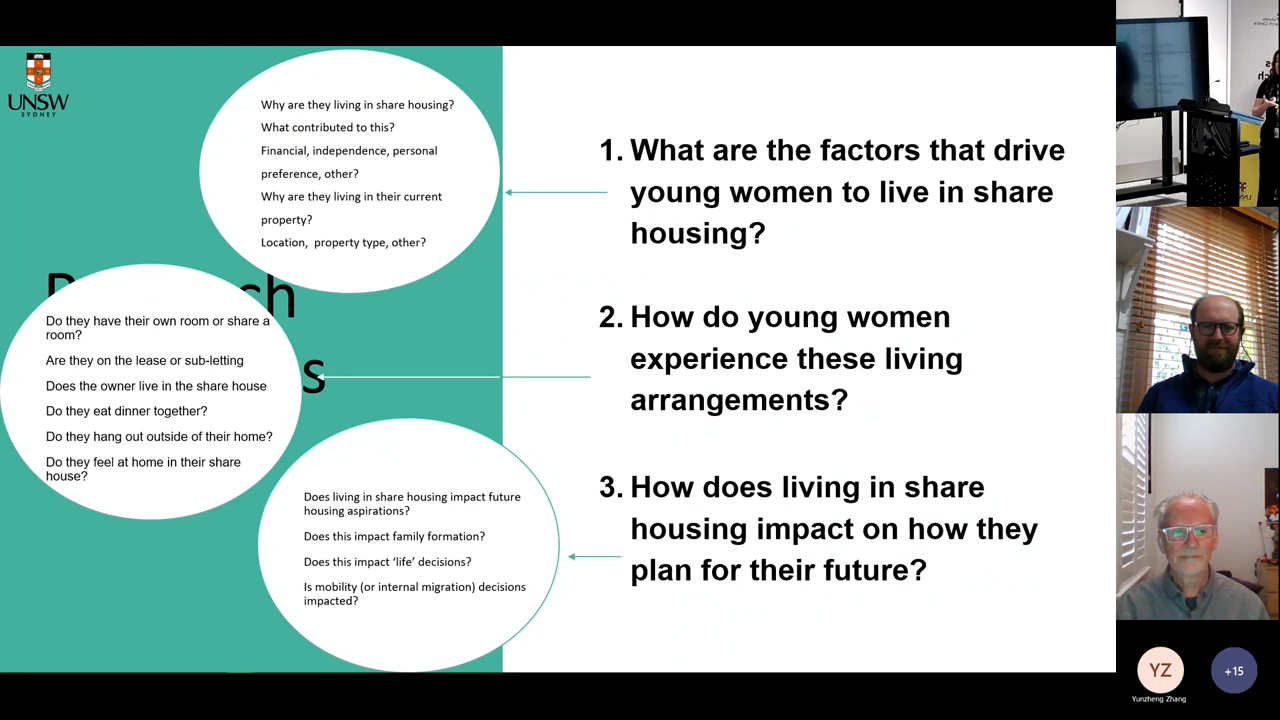 UNSW
SYDNEY
Why are they living in share housing?
What contributed to this?
Financial, independence, personal
preference, other?
Why are they living in their current
property?
Location, property type, other?
Do they have their own room or share a
room?
Are they on the lease or sub-letting
Does the owner live in the share house
Do they eat dinner together?
Do they hang out outside of their home?
Do they feel at home in their share
house?
Does living in share housing impact future
housing aspirations?
Does this impact family formation?
Does this impact ‘life’ decisions?
Is mobility (or internal migration) decisions
impacted?
1. What are the factors that drive
young women to live in share
housing?
2. How do young women
experience these living
arrangements?
3. How does living in share
housing impact on how they
plan for their future?
YZ
+15
Yunzheng Zhang